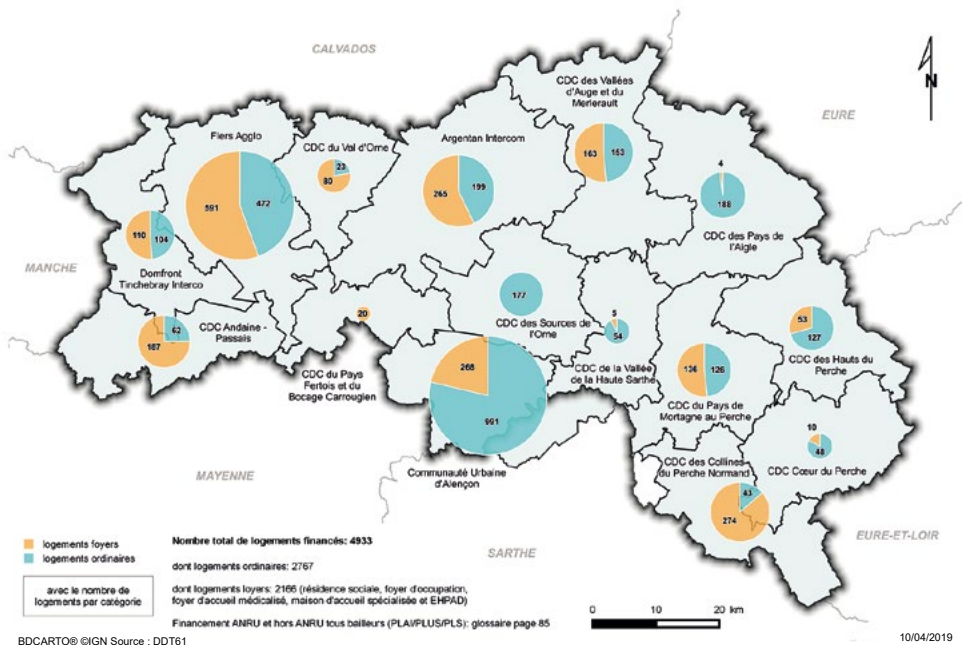 CALVADOS
N
CDC des Vallées
d'Auge et du
Merlerault
EURE
Flers Agglo
CDC du Val d'Orne
Argentan Intercom
163
153
4
23
80
265
199
188
591
472
CDC des Pays de
l'Aigle
110
104
MANCHE
Domfront
Tinchebray Interco
177
CDC des Sources de
l'Orne
20
5
54
53
127
62
187
CDC Andaine -
Passais
CDC des Hauts du
Perche
CDC du Pays
Fertois et du
Bocage Carrougien
268
991
CDC de la Vallée
de la Haute Sarthe
136
126
CDC du Pays de
Mortagne au Perche
10
48
CDC Cœur du Perche
MAYENNE
Communauté Urbaine
d'Alençon
CDC des Collines
du Perche Normand
43
274
EURE-ET-LOIR
SARTHE
logements foyers
logements ordinaires
avec le nombre de
logements par catégorie
Nombre total de logements financés: 4933
dont logements ordinaires: 2767
dont logements loyers: 2166 (résidence sociale, foyer d'occupation,
foyer d'accueil médicalisé, maison d'accueil spécialisée et EHPAD)
Financement ANRU et hors ANRU tous bailleurs (PLAI/PLUS/PLS): glossaire page 85
0 10 20 km
BDCARTO® ©IGN Source : DDT61
10/04/2019